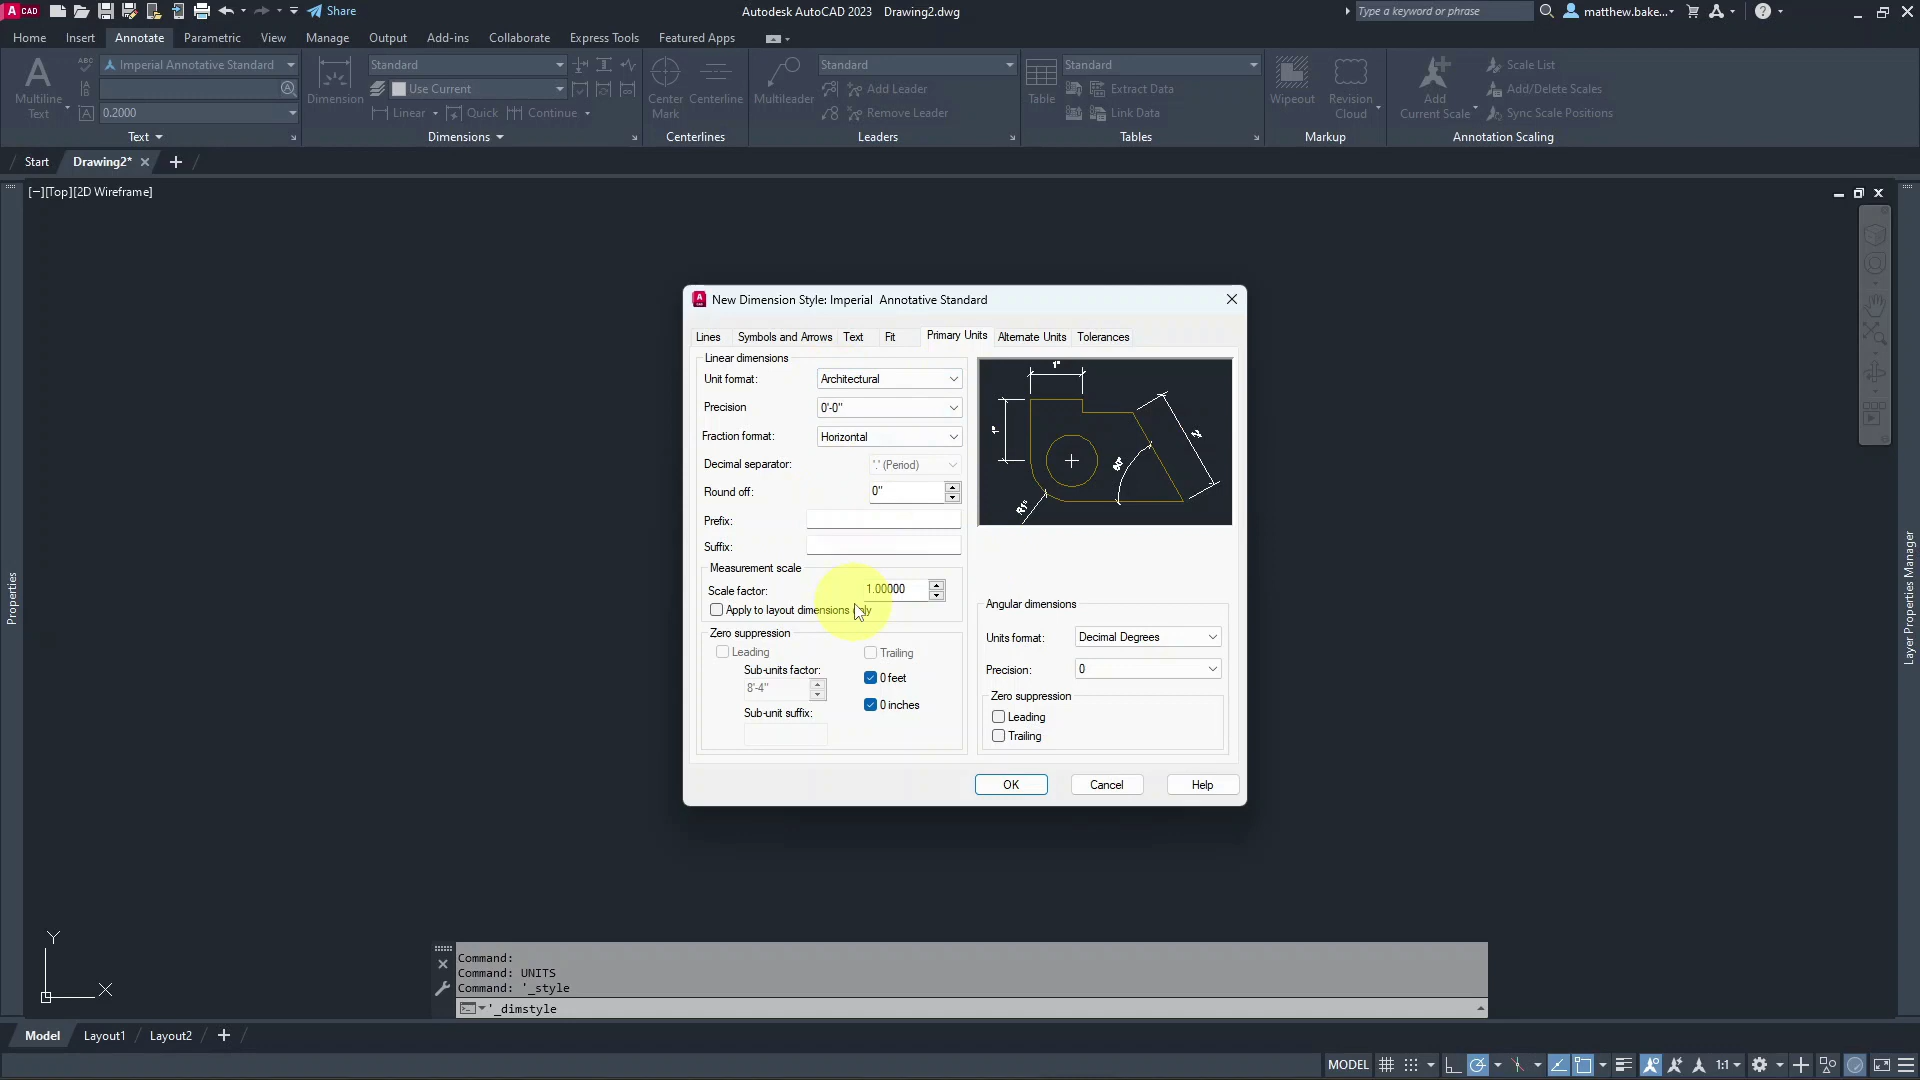 A CAD
Share
Autodesk AutoCAD 2023 Drawing2.dwg
Type a keyword or phrase
matthew.bake...
Home Insert Annotate Parametric View Manage Output Add-ins Collaborate Express Tools Featured Apps
Multiline
Text
ABC
Imperial Annotative Standard
0.2000
Text
Dimension
Standard
Use Current
Linear Quick Continue
Dimensions
Center
Mark
Centerline
Centerlines
Multileader
Standard
Add Leader
Remove Leader
Leaders
Table
Standard
Extract Data
Link Data
Tables
Wipeout
Revision
Cloud
Markup
Add
Current Scale
Scale List
Add/Delete Scales
Sync Scale Positions
Annotation Scaling
Start Drawing2* +
[−][Top][2D Wireframe]
Properties
Layer Properties Manager
New Dimension Style: Imperial Annotative Standard
Lines Symbols and Arrows Text Fit Primary Units Alternate Units Tolerances
Linear dimensions
Unit format: Architectural
Precision 0'-0"
Fraction format: Horizontal
Decimal separator: '.' (Period)
Round off: 0"
Prefix:
Suffix:
Measurement scale
Scale factor: 1.00000
Apply to layout dimensions only
Zero suppression
Leading
Trailing
Sub-units factor:
8'-4"
0 feet
0 inches
Sub-unit suffix:
1"
1"
2"
60°
R1"
Angular dimensions
Units format: Decimal Degrees
Precision: 0
Zero suppression
Leading
Trailing
OK Cancel Help
Y
X
Command:
Command: UNITS
Command: '_style
'_dimstyle
Model Layout1 Layout2 +
MODEL
1:1